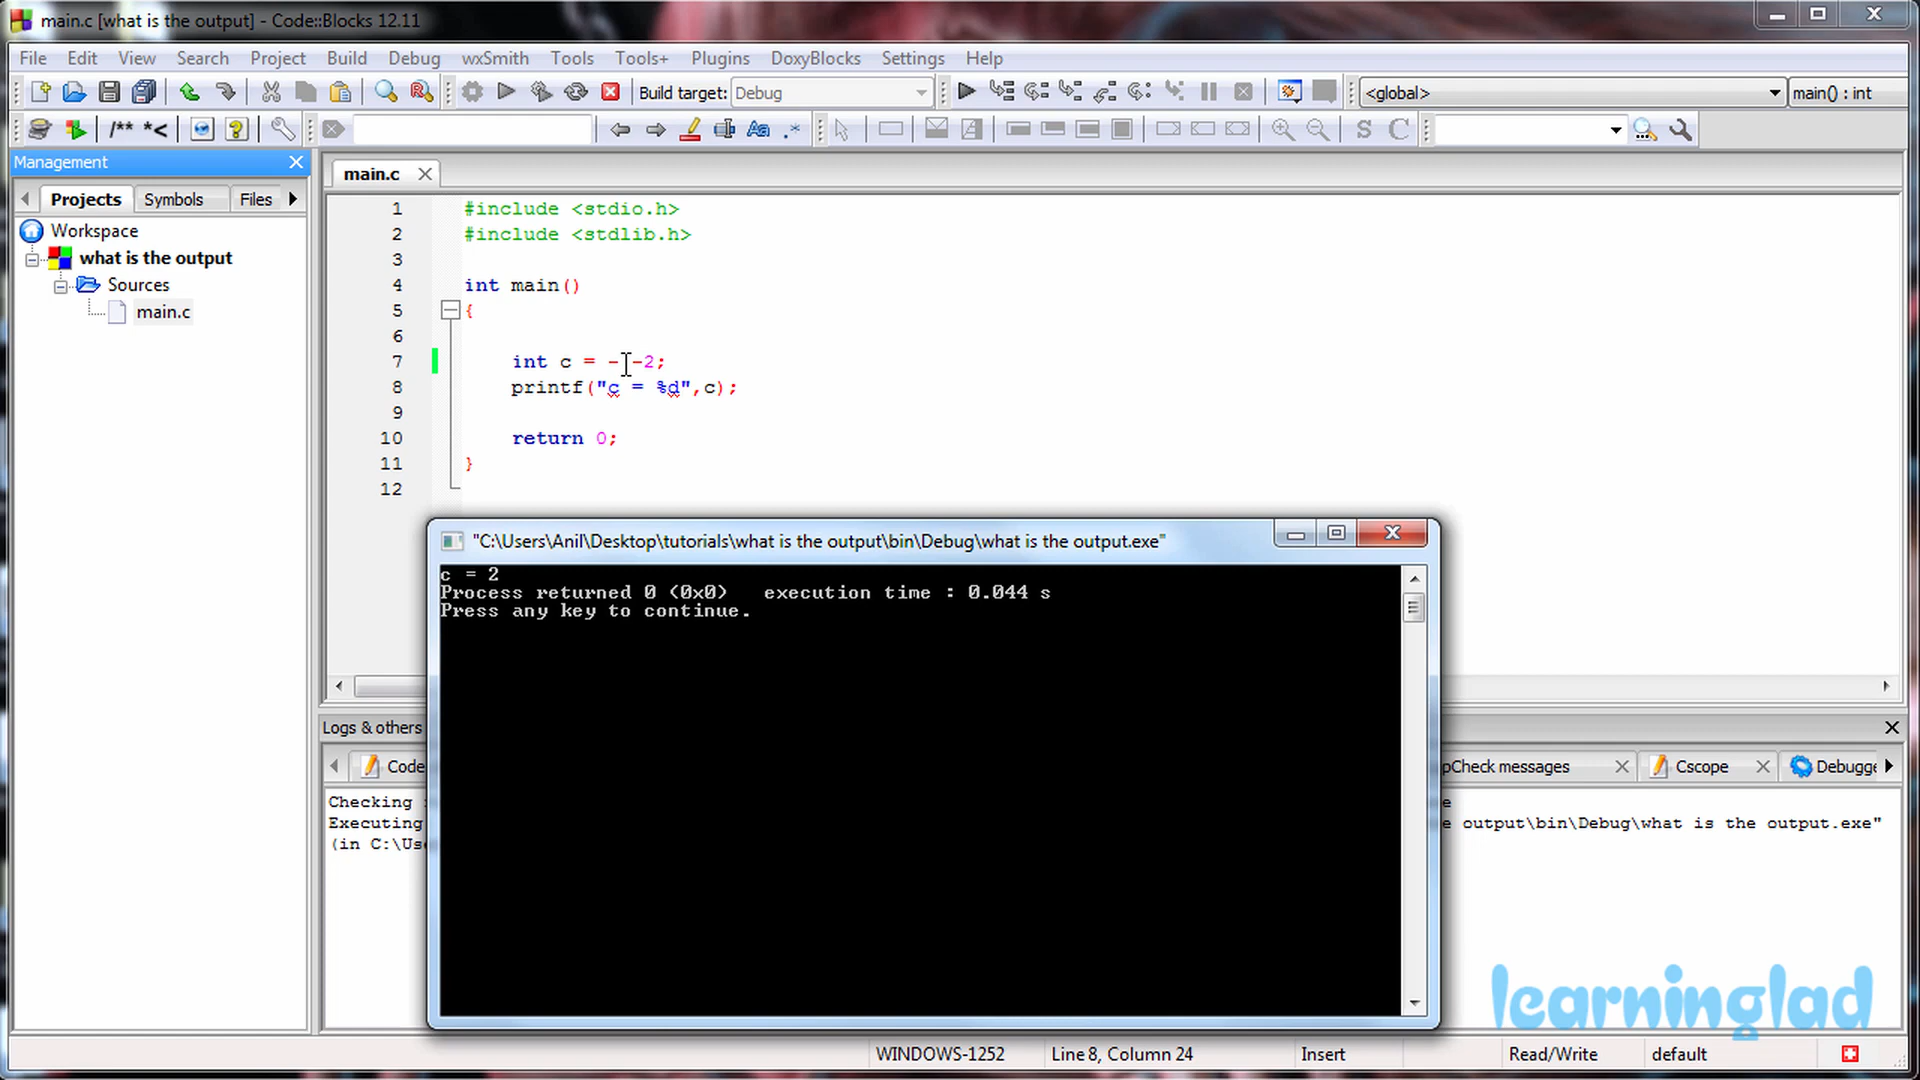 main.c [what is the output] - Code::Blocks 12.11
File Edit View Search Project Build Debug wxSmith Tools Tools+ Plugins DoxyBlocks Settings Help
Build target: Debug
<global>
main() : int
/** *<
Aa .*
S C
Management
Projects Symbols Files
Workspace
what is the output
Sources
main.c
main.c
1 #include <stdio.h>
2 #include <stdlib.h>
3
4 int main()
5 {
6
7 int c = - -2;
8 printf("c = %d",c);
9
10 return 0;
11 }
12
"C:\Users\Anil\Desktop\tutorials\what is the output\bin\Debug\what is the output.exe"
c = 2
Process returned 0 (0x0) execution time : 0.044 s
Press any key to continue.
Logs & others
Code
pCheck messages
Cscope
Debugge
Checking
Executing
e
e output\bin\Debug\what is the output.exe"
(in C:\Use
learninglad
WINDOWS-1252 Line 8, Column 24 Insert Read/Write default